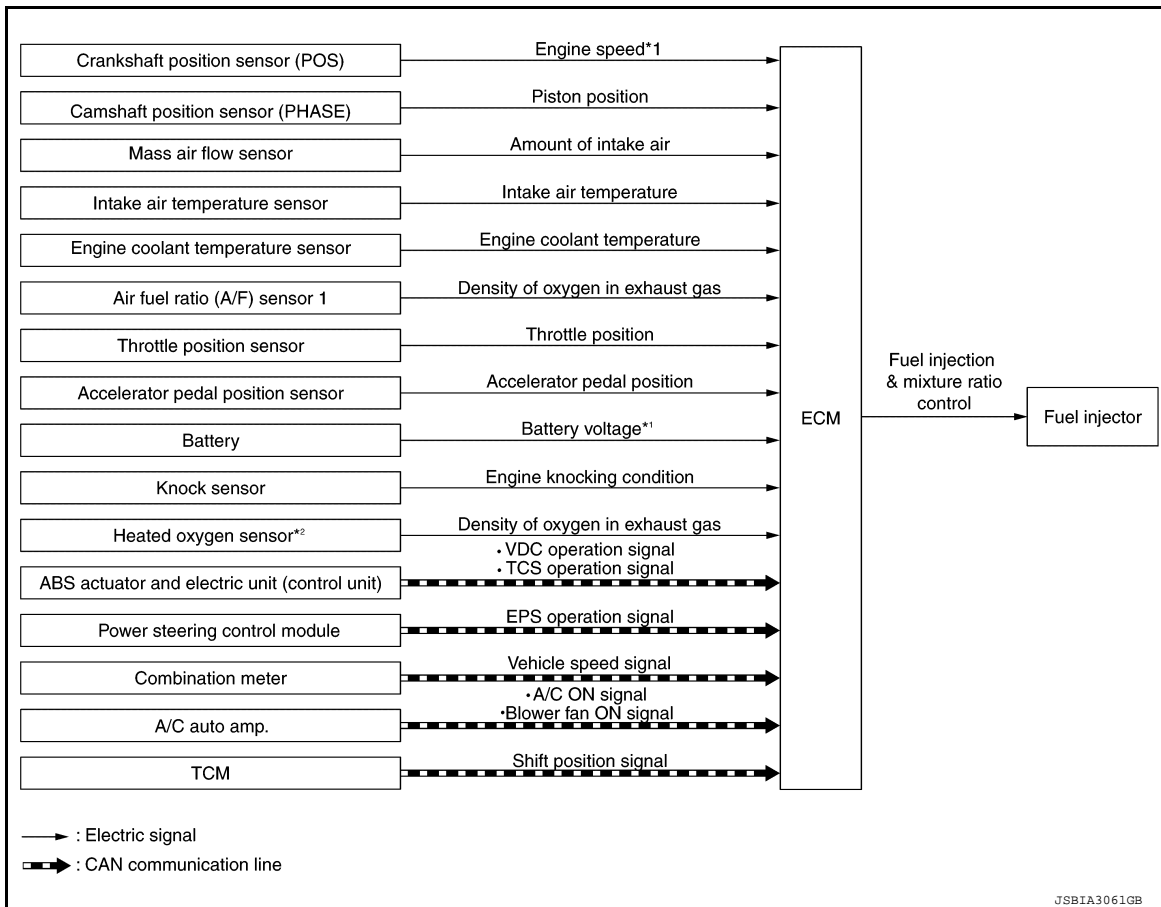 Crankshaft position sensor (POS)
Engine speed*1
Camshaft position sensor (PHASE)
Piston position
Mass air flow sensor
Amount of intake air
Intake air temperature sensor
Intake air temperature
Engine coolant temperature sensor
Engine coolant temperature
Air fuel ratio (A/F) sensor 1
Density of oxygen in exhaust gas
Throttle position sensor
Throttle position
Accelerator pedal position sensor
Accelerator pedal position
Battery
Battery voltage*1
Knock sensor
Engine knocking condition
Heated oxygen sensor*2
Density of oxygen in exhaust gas
ABS actuator and electric unit (control unit)
• VDC operation signal
• TCS operation signal
Power steering control module
EPS operation signal
Combination meter
Vehicle speed signal
A/C auto amp.
• A/C ON signal
• Blower fan ON signal
TCM
Shift position signal
ECM
Fuel injection
& mixture ratio
control
Fuel injector
: Electric signal
: CAN communication line
JSBIA3061GB